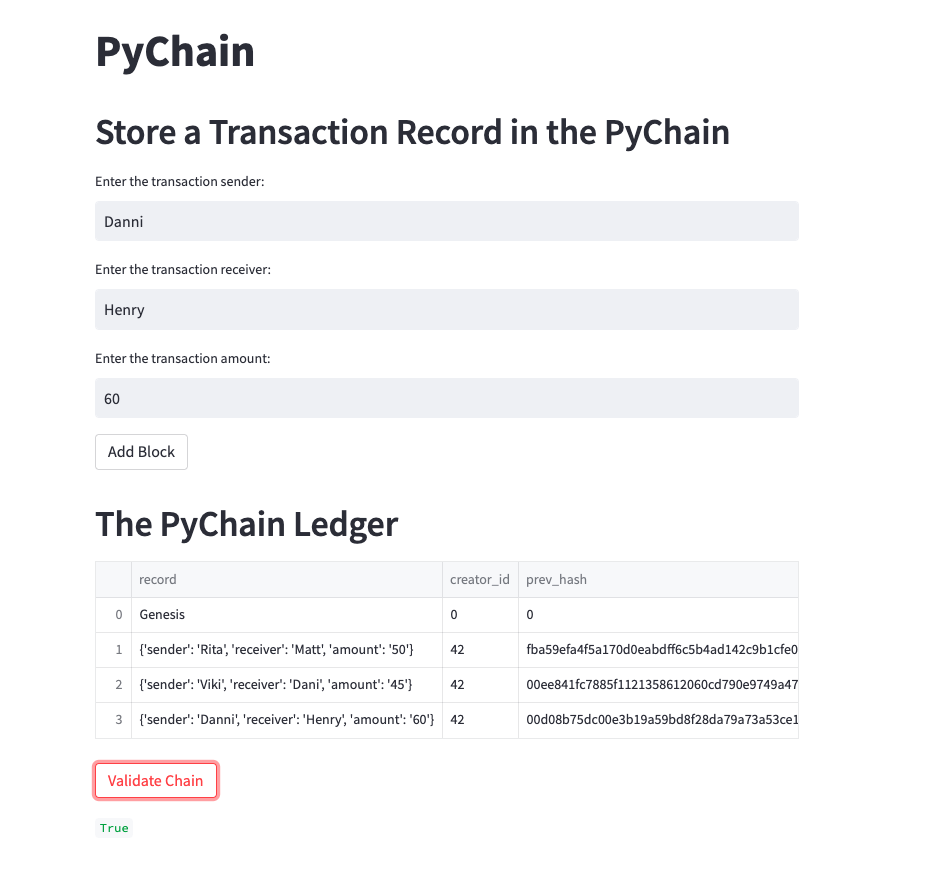 PyChain
Store a Transaction Record in the PyChain
Enter the transaction sender:
Danni
Enter the transaction receiver:
Henry
Enter the transaction amount:
60
Add Block
The PyChain Ledger
record creator_id prev_hash
0 Genesis 0 0
1 {'sender': 'Rita', 'receiver': 'Matt', 'amount': '50'} 42 fba59efa4f5a170d0eabdff6c5b4ad142c9b1cfe0
2 {'sender': 'Viki', 'receiver': 'Dani', 'amount': '45'} 42 00ee841fc7885f1121358612060cd790e9749a47
3 {'sender': 'Danni', 'receiver': 'Henry', 'amount': '60'} 42 00d08b75dc00e3b19a59bd8f28da79a73a53ce1
Validate Chain
True